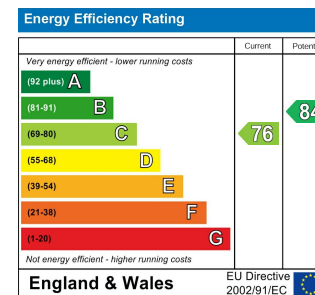 Energy Efficiency Rating
Current Potent
Very energy efficient - lower running costs
(92 plus) A
(81-91) B
84
(69-80) C
76
(55-68) D
(39-54) E
(21-38) F
(1-20) G
Not energy efficient - higher running costs
England & Wales
EU Directive
2002/91/EC